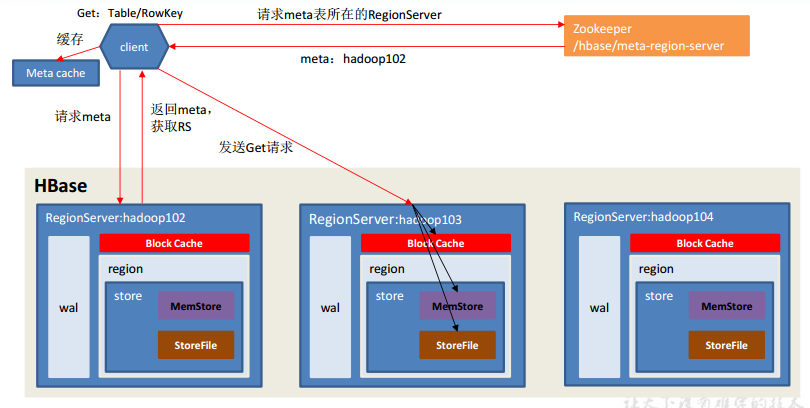 Get：Table/RowKey
请求meta表所在的RegionServer
Zookeeper
/hbase/meta-region-server
缓存
client
meta：hadoop102
Meta cache
请求meta
返回meta，
获取RS
发送Get请求
HBase
RegionServer:hadoop102
Block Cache
region
wal
store
MemStore
StoreFile
RegionServer:hadoop103
Block Cache
region
wal
store
MemStore
StoreFile
RegionServer:hadoop104
Block Cache
region
wal
store
MemStore
StoreFile